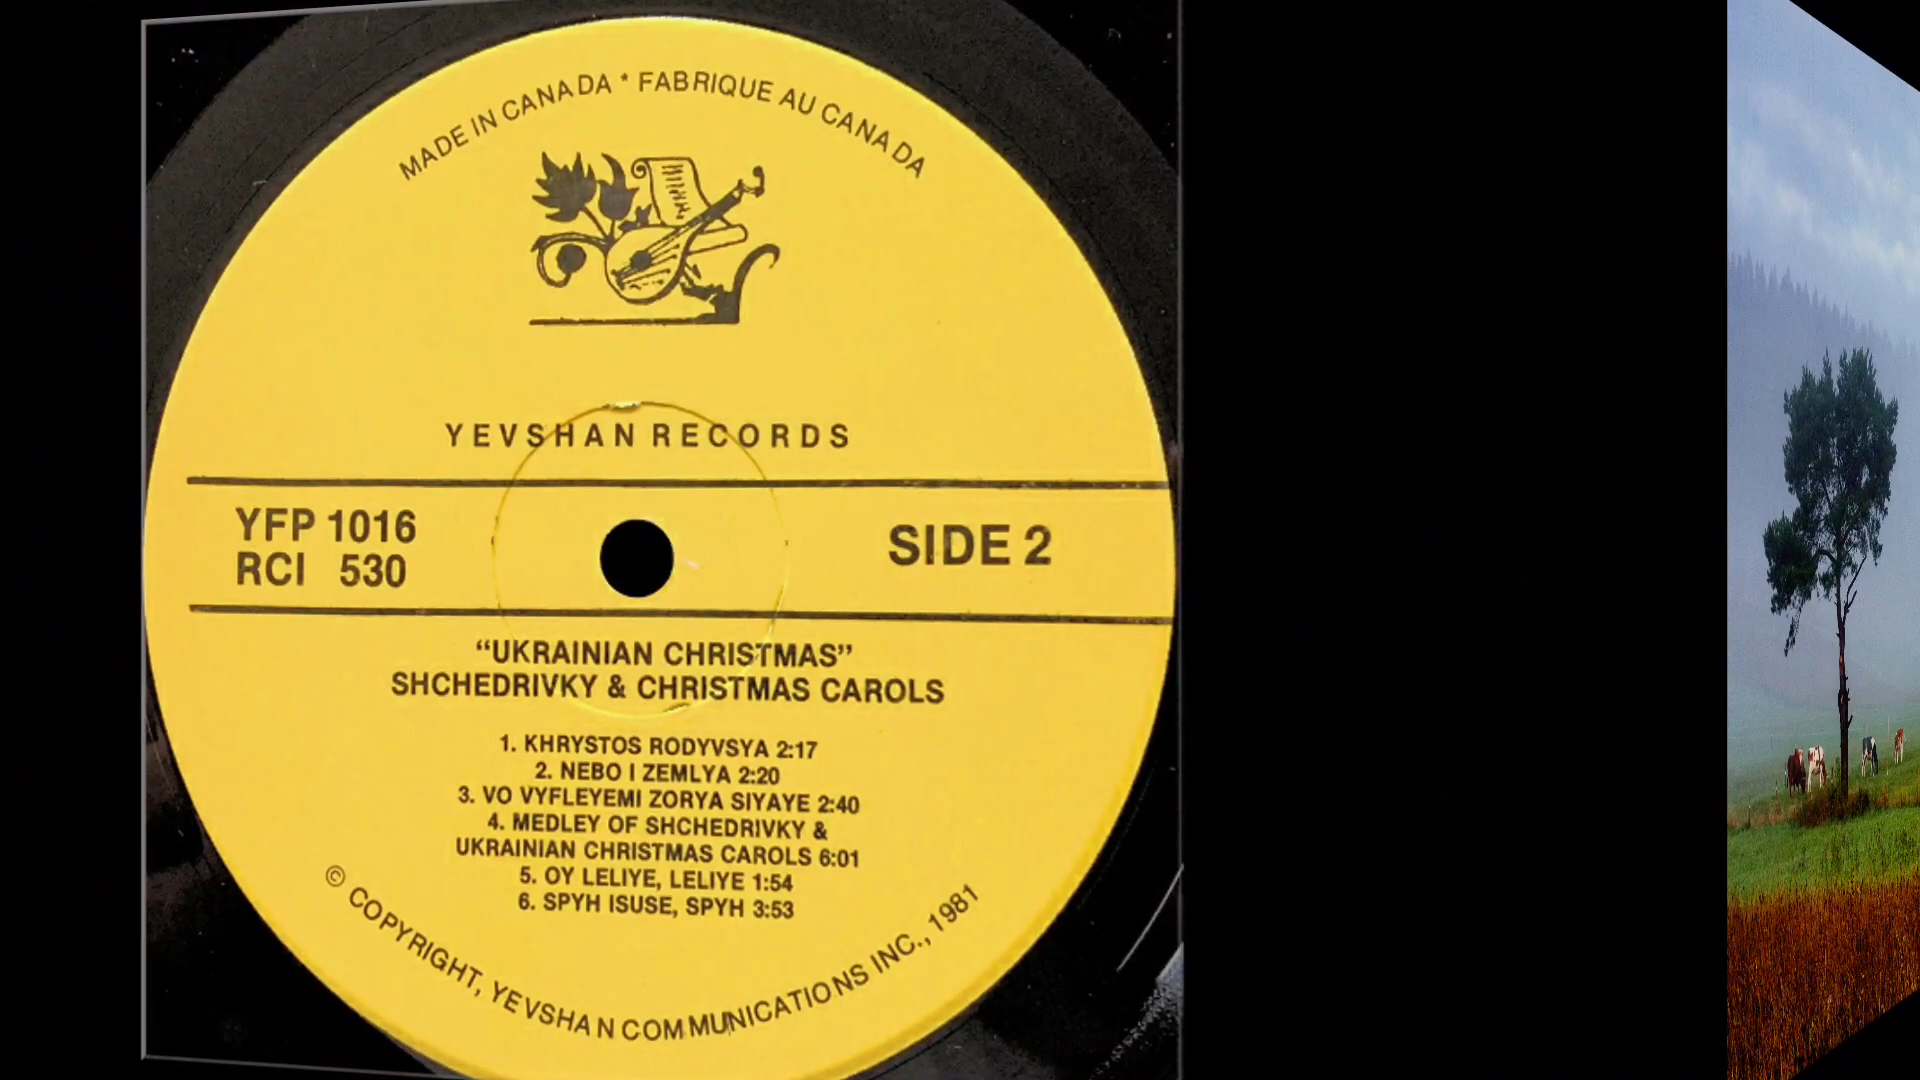 MADE IN CANADA * FABRIQUE AU CANADA
YEVSHAN RECORDS
YFP 1016
RCI 530
SIDE 2
“UKRAINIAN CHRISTMAS”
SHCHEDRIVKY & CHRISTMAS CAROLS
1. KHRYSTOS RODYVSYA 2:17
2. NEBO I ZEMLYA 2:20
3. VO VYFLEYEMI ZORYA SIYAYE 2:40
4. MEDLEY OF SHCHEDRIVKY &
UKRAINIAN CHRISTMAS CAROLS 6:01
5. OY LELIYE, LELIYE 1:54
6. SPYH ISUSE, SPYH 3:53
© COPYRIGHT, YEVSHAN COMMUNICATIONS INC., 1981